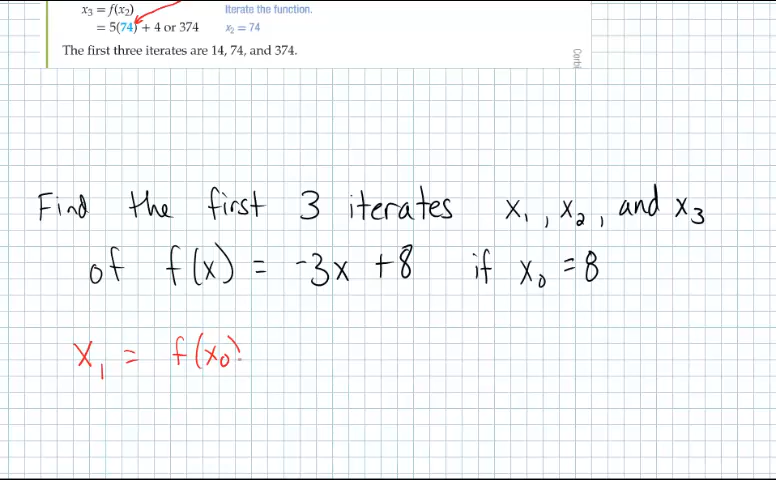 x₃ = f(x₂) Iterate the function.
= 5(74) + 4 or 374 x₂ = 74
The first three iterates are 14, 74, and 374.
Corbi
Find the first 3 iterates x₁, x₂, and x₃
of f(x) = -3x + 8 if x₀ = 8
x₁ = f(x₀)